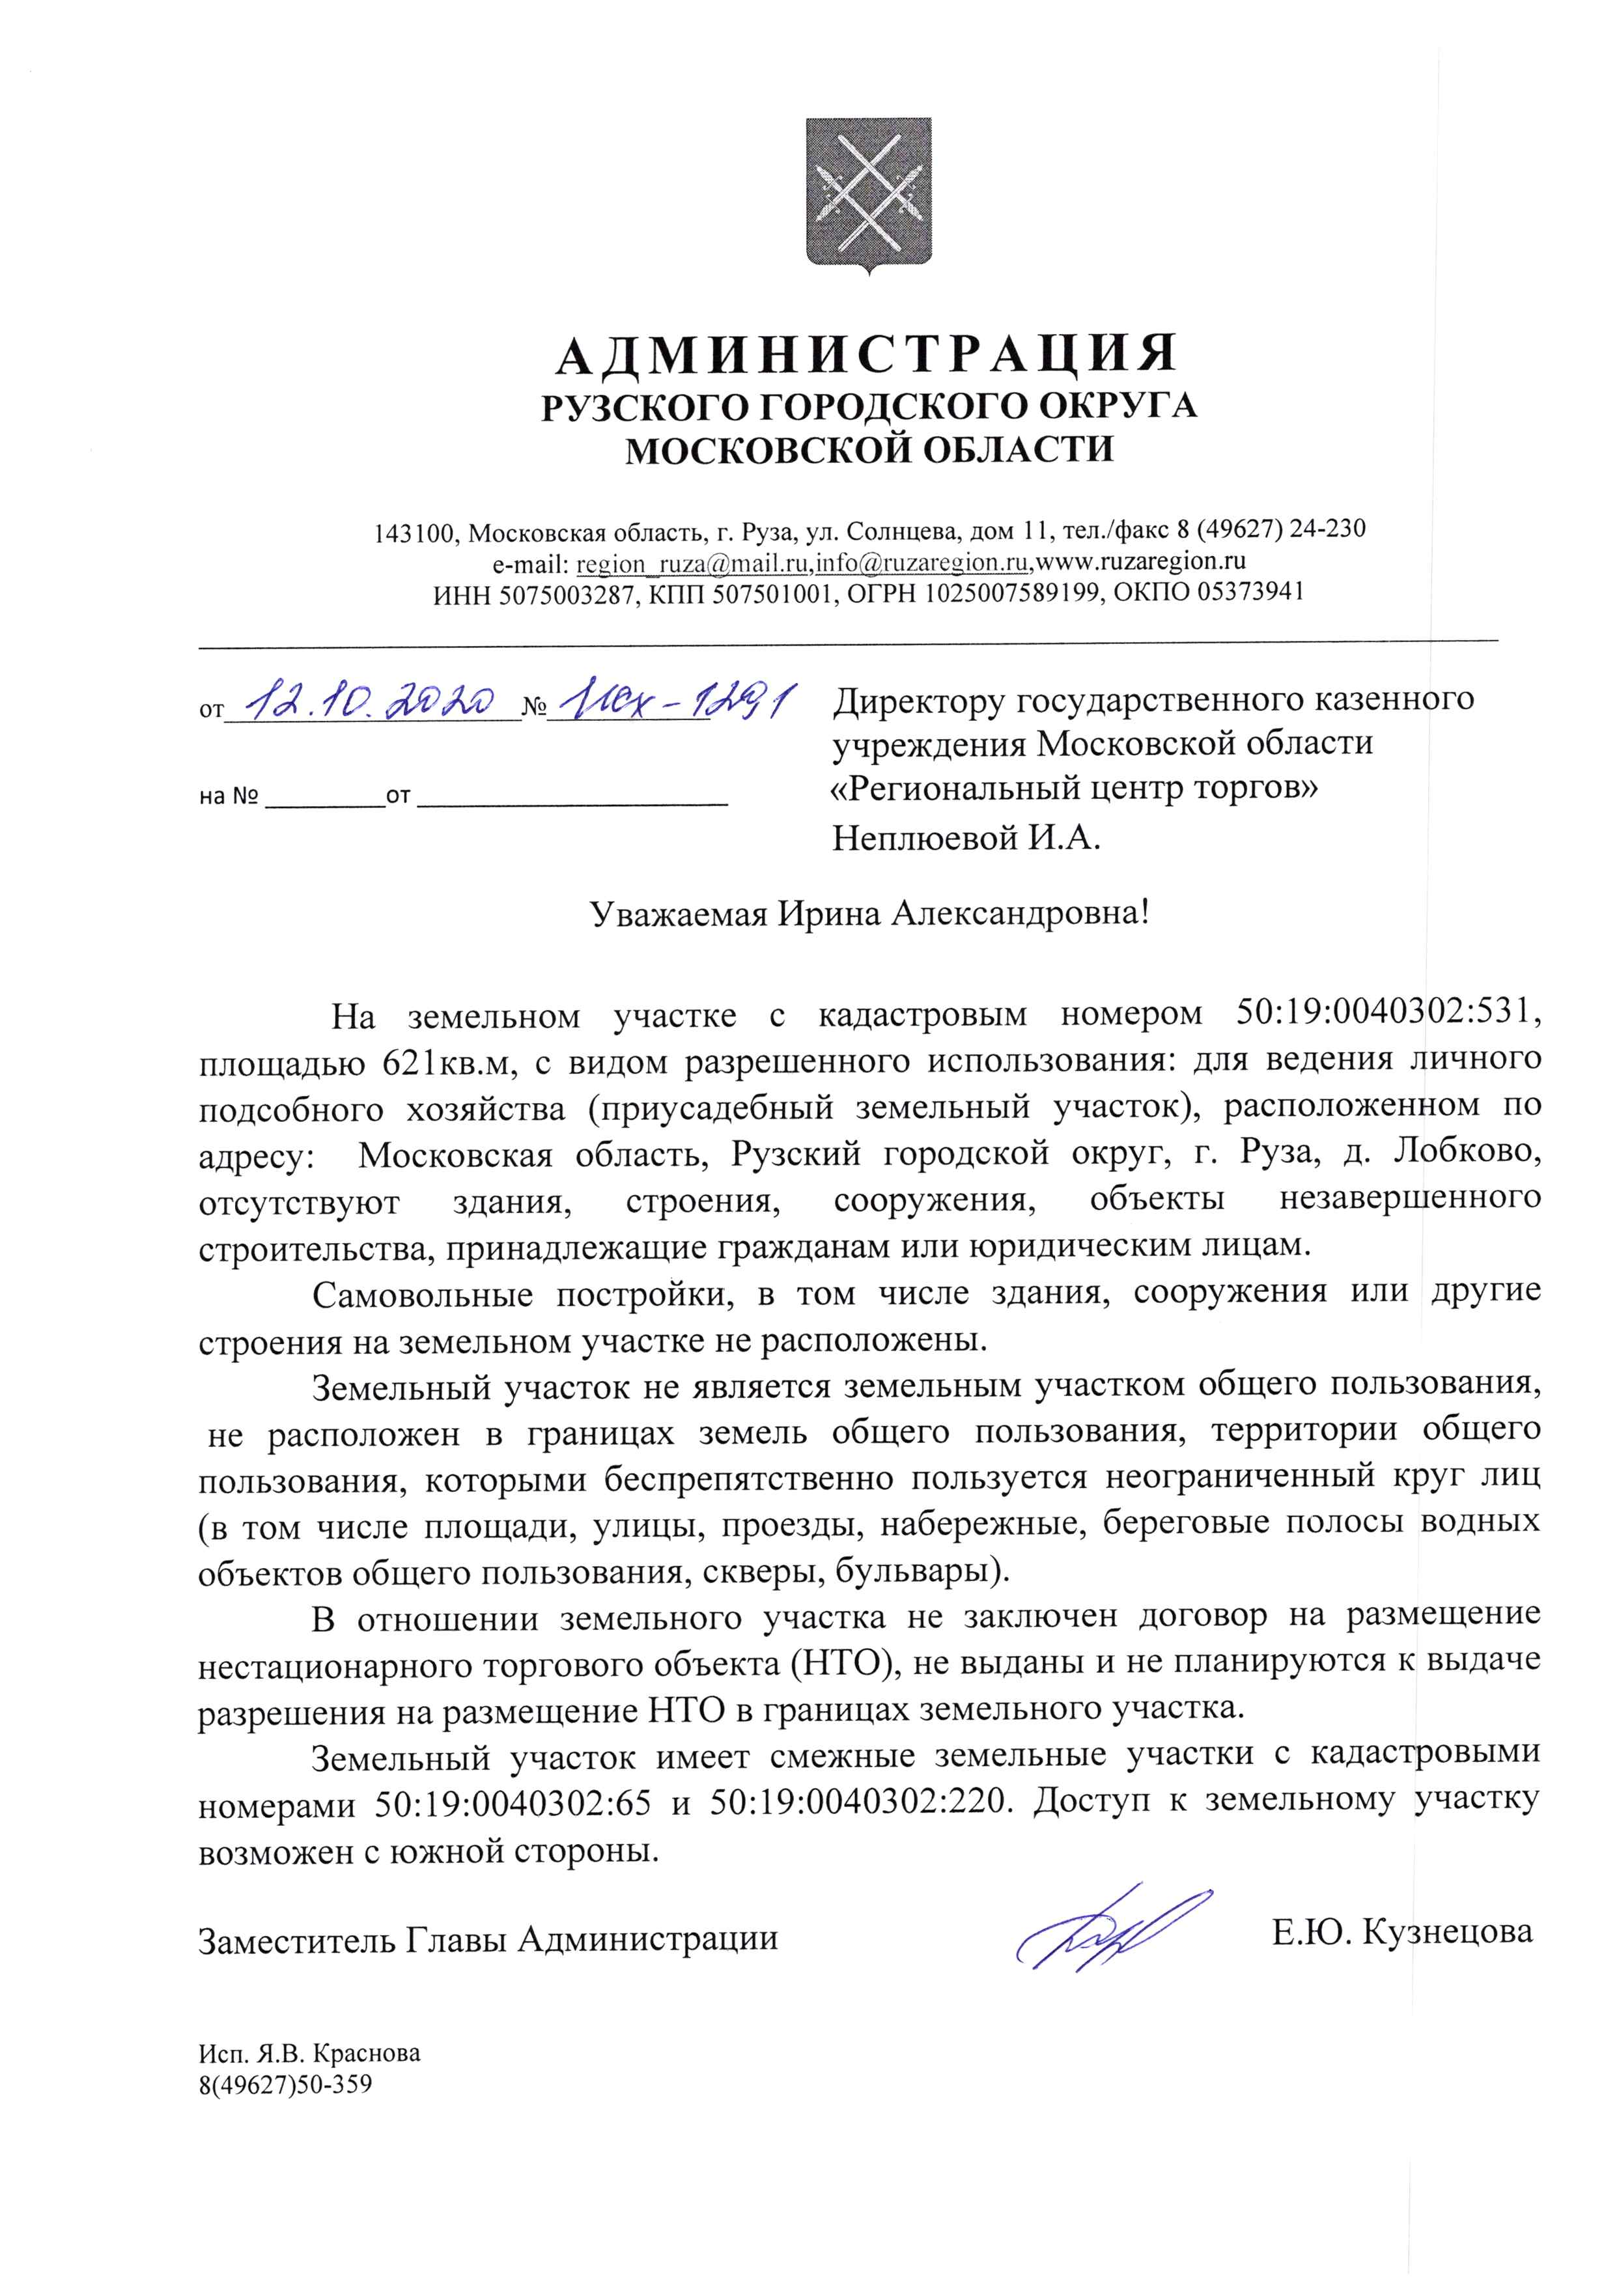 АДМИНИСТРАЦИЯ
РУЗСКОГО ГОРОДСКОГО ОКРУГА
МОСКОВСКОЙ ОБЛАСТИ
143100, Московская область, г. Руза, ул. Солнцева, дом 11, тел./факс 8 (49627) 24-230
e-mail: region_ruza@mail.ru,info@ruzaregion.ru,www.ruzaregion.ru
ИНН 5075003287, КПП 507501001, ОГРН 1025007589199, ОКПО 05373941
от 12.10.2020 № Исх-1291
на № от
Директору государственного казенного
учреждения Московской области
«Региональный центр торгов»
Неплюевой И.А.
Уважаемая Ирина Александровна!
На земельном участке с кадастровым номером 50:19:0040302:531,
площадью 621кв.м, с видом разрешенного использования: для ведения личного
подсобного хозяйства (приусадебный земельный участок), расположенном по
адресу: Московская область, Рузский городской округ, г. Руза, д. Лобково,
отсутствуют здания, строения, сооружения, объекты незавершенного
строительства, принадлежащие гражданам или юридическим лицам.
Самовольные постройки, в том числе здания, сооружения или другие
строения на земельном участке не расположены.
Земельный участок не является земельным участком общего пользования,
не расположен в границах земель общего пользования, территории общего
пользования, которыми беспрепятственно пользуется неограниченный круг лиц
(в том числе площади, улицы, проезды, набережные, береговые полосы водных
объектов общего пользования, скверы, бульвары).
В отношении земельного участка не заключен договор на размещение
нестационарного торгового объекта (НТО), не выданы и не планируются к выдаче
разрешения на размещение НТО в границах земельного участка.
Земельный участок имеет смежные земельные участки с кадастровыми
номерами 50:19:0040302:65 и 50:19:0040302:220. Доступ к земельному участку
возможен с южной стороны.
Заместитель Главы Администрации Е.Ю. Кузнецова
Исп. Я.В. Краснова
8(49627)50-359